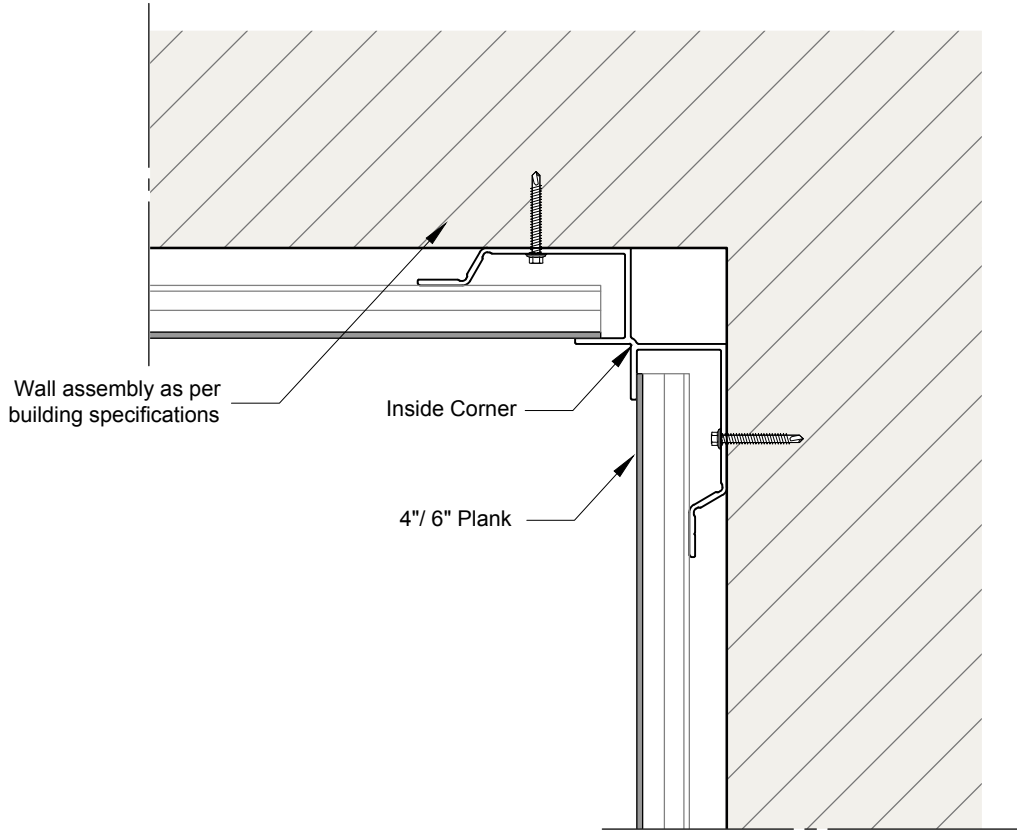 Wall assembly as per
building specifications
Inside Corner
4"/ 6" Plank